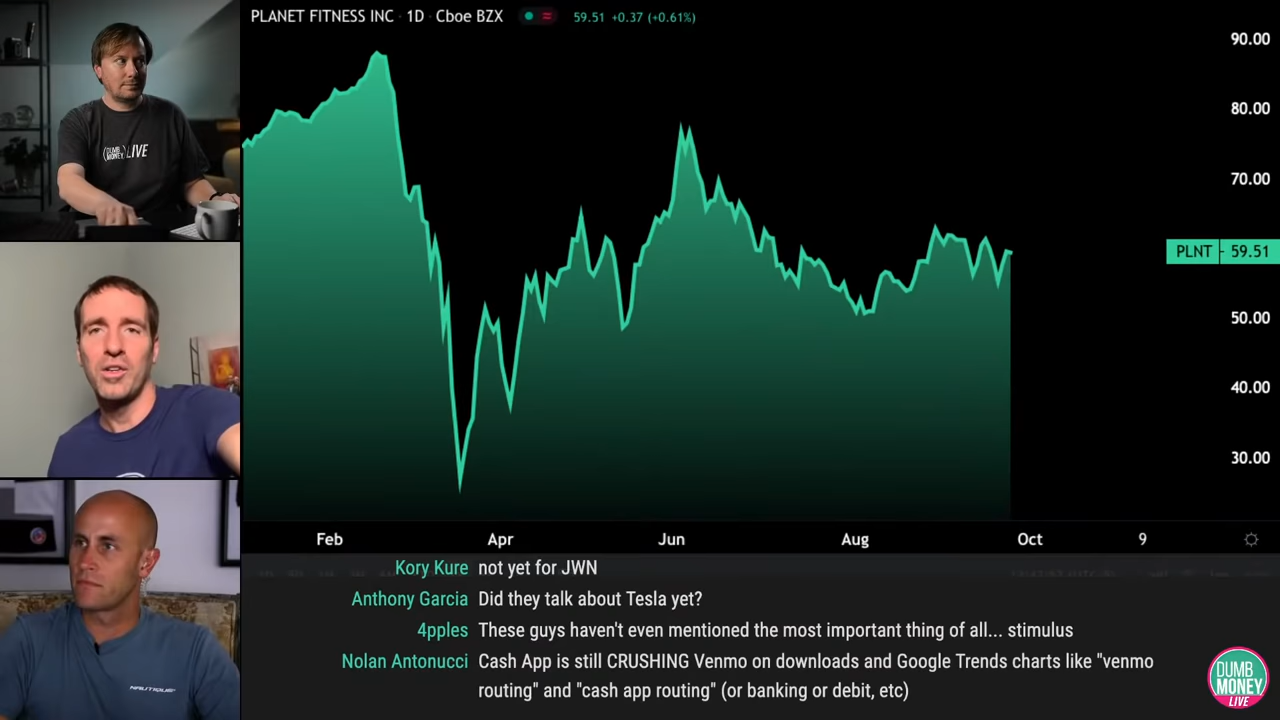 PLANET FITNESS INC · 1D · Cboe BZX
59.51 +0.37 (+0.61%)
(DUMB MONEY) LIVE
90.00
80.00
70.00
PLNT 59.51
50.00
40.00
30.00
Feb Apr Jun Aug Oct 9
Kory Kure not yet for JWN
Anthony Garcia Did they talk about Tesla yet?
4pples These guys haven't even mentioned the most important thing of all... stimulus
Nolan Antonucci Cash App is still CRUSHING Venmo on downloads and Google Trends charts like "venmo
routing" and "cash app routing" (or banking or debit, etc)
NAUTIQUE
DUMB
MONEY
LIVE